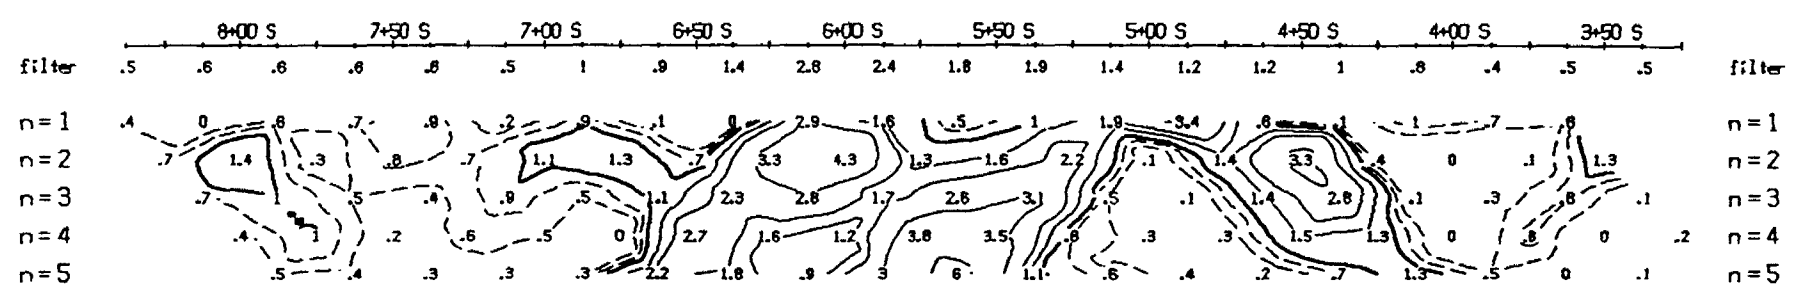 8+00 S 7+50 S 7+00 S 6+50 S 6+00 S 5+50 S 5+00 S 4+50 S 4+00 S 3+50 S
filter .5 .6 .6 .6 .6 .5 1 .9 1.4 2.6 2.4 1.8 1.9 1.4 1.2 1.2 1 .8 .4 .5 .5 filter
n=1 .4 0 .6 .7 .9 .2 .9 .1 0 2.9 -1.6 .5 1 1.9 -3.4 .6 .1 .1 .7 .8 n=1
n=2 .7 1.4 .3 .8 .7 1.1 1.3 .7 3.3 4.3 1.3 1.6 2.2 .1 1.4 3.3 .4 0 .1 1.3 n=2
n=3 .7 1 .5 .4 .9 .5 1.1 2.3 2.8 1.7 2.6 3.1 .5 .1 1.4 2.8 .1 .3 .8 .1 n=3
n=4 .4 1 .2 .6 .5 0 2.7 1.6 1.2 3.8 3.5 .8 .3 .3 1.5 1.3 0 .8 0 .2 n=4
n=5 .5 .4 .3 .3 .3 2.2 1.8 .9 3 6 1.1 .6 .4 .2 .7 1.3 .5 0 .1 n=5